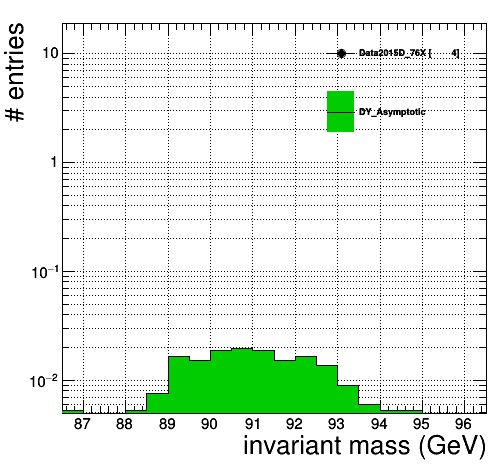 # entries
10
1
10⁻¹
10⁻²
Data2015D_76X [ 4]
DY_Asymptotic
87 88 89 90 91 92 93 94 95 96
invariant mass (GeV)